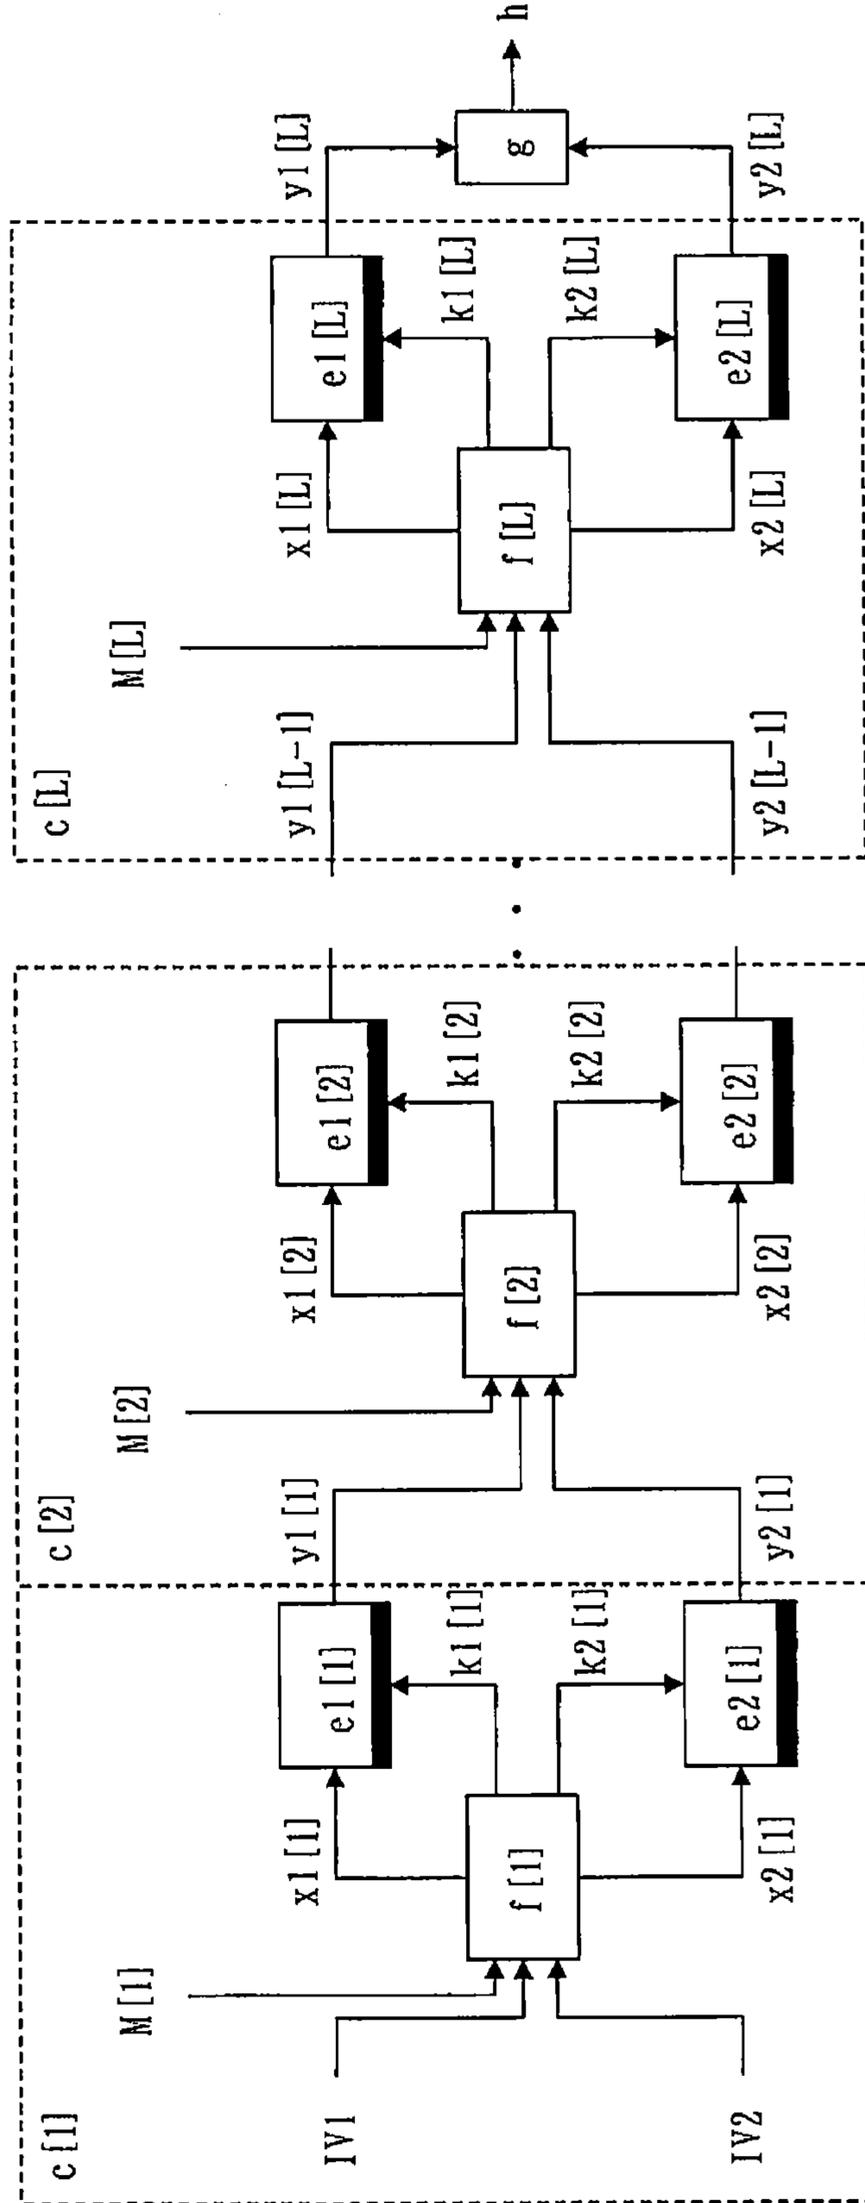 c[1]
M[1]
IV1
IV2
x1[1]
f[1]
x2[1]
e1[1]
k1[1]
k2[1]
e2[1]
c[2]
y1[1]
y2[1]
M[2]
x1[2]
f[2]
x2[2]
e1[2]
k1[2]
k2[2]
e2[2]
c[L]
y1[L-1]
y2[L-1]
M[L]
x1[L]
f[L]
x2[L]
e1[L]
k1[L]
k2[L]
e2[L]
y1[L]
g
y2[L]
h